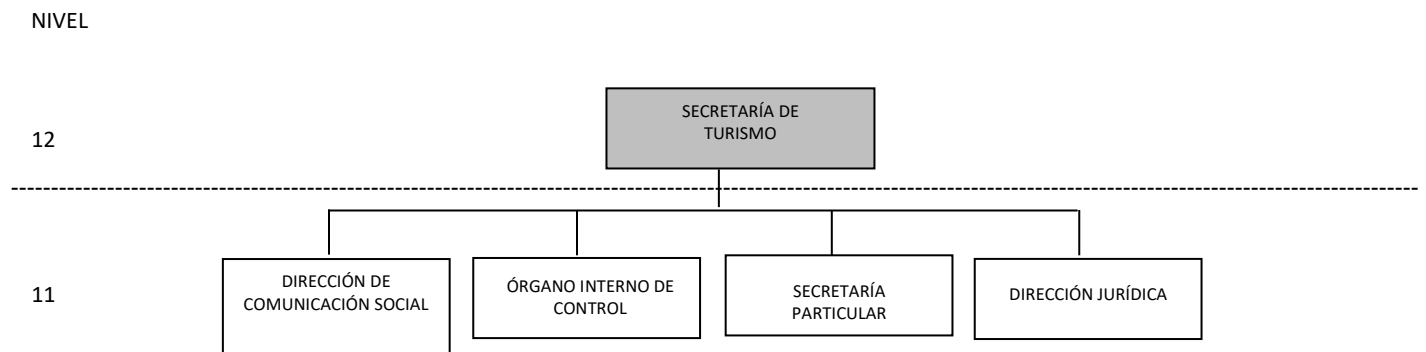 NIVEL
SECRETARÍA DE
TURISMO
12
DIRECCIÓN DE
COMUNICACIÓN SOCIAL
ÓRGANO INTERNO DE
CONTROL
SECRETARÍA
PARTICULAR
DIRECCIÓN JURÍDICA
11